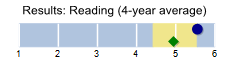 Results: Reading (4-year average)
1 2 3 4 5 6